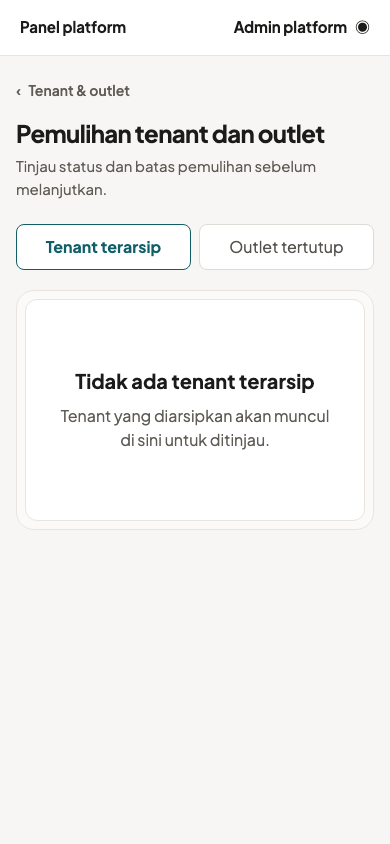 Panel platform
Admin platform
‹ Tenant & outlet
Pemulihan tenant dan outlet
Tinjau status dan batas pemulihan sebelum
melanjutkan.
Tenant terarsip
Outlet tertutup
Tidak ada tenant terarsip
Tenant yang diarsipkan akan muncul
di sini untuk ditinjau.